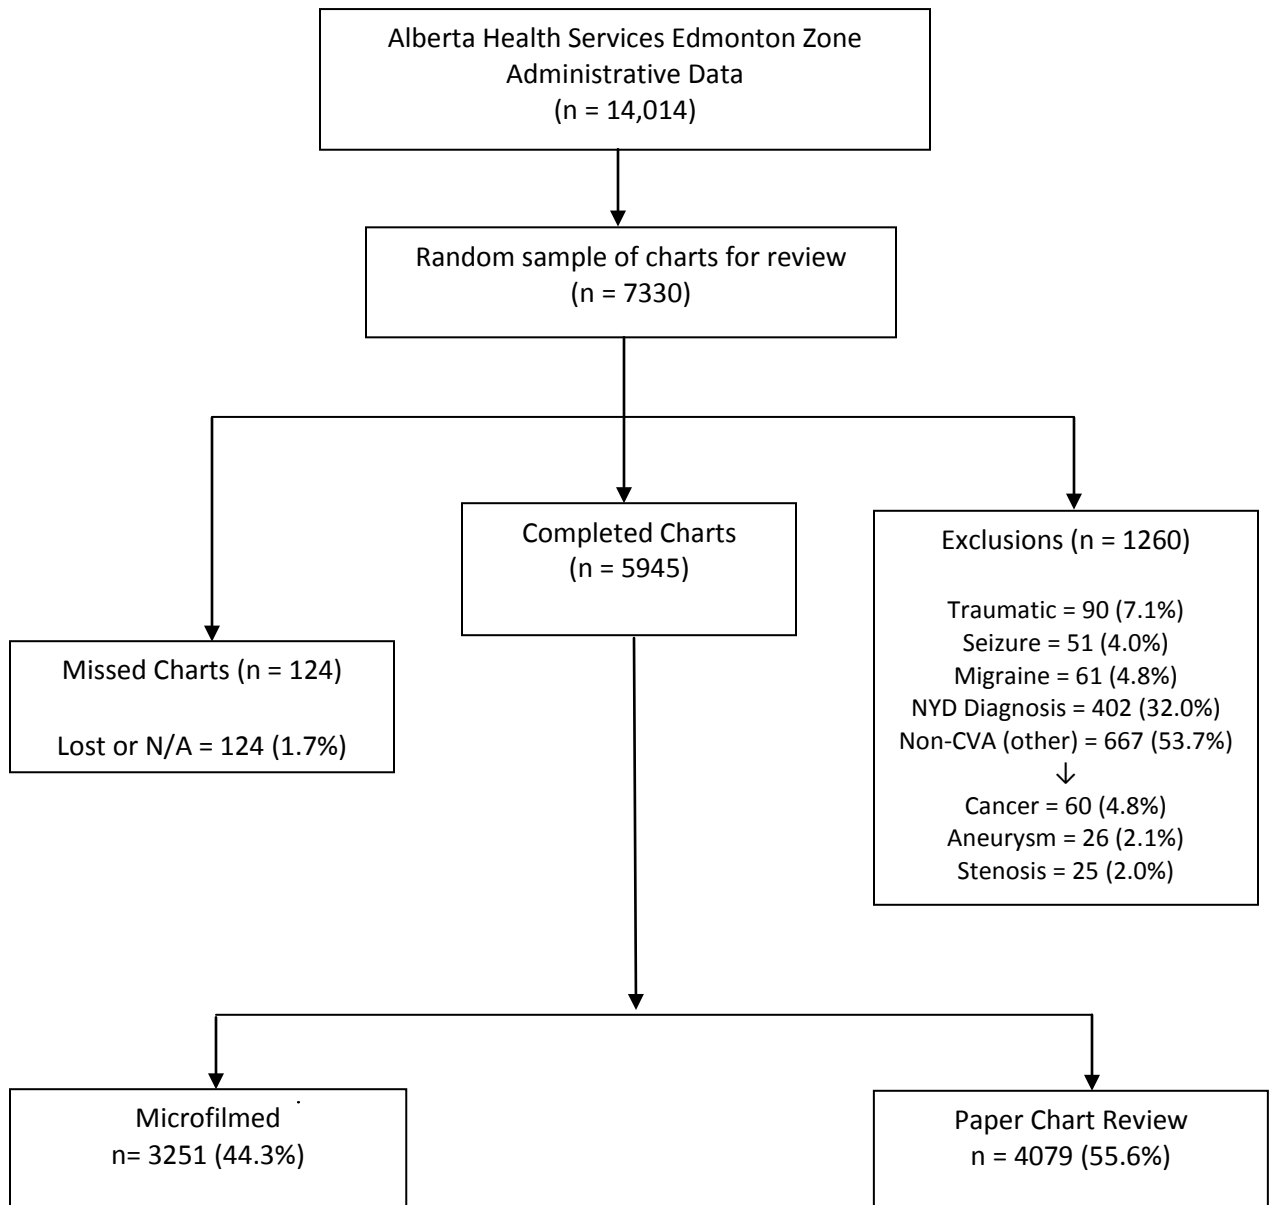 Alberta Health Services Edmonton Zone
Administrative Data
(n = 14,014)
Random sample of charts for review
(n = 7330)
Missed Charts (n = 124)
Lost or N/A = 124 (1.7%)
Completed Charts
(n = 5945)
Exclusions (n = 1260)
Traumatic = 90 (7.1%)
Seizure = 51 (4.0%)
Migraine = 61 (4.8%)
NYD Diagnosis = 402 (32.0%)
Non-CVA (other) = 667 (53.7%)
↓
Cancer = 60 (4.8%)
Aneurysm = 26 (2.1%)
Stenosis = 25 (2.0%)
Microfilmed
n= 3251 (44.3%)
Paper Chart Review
n = 4079 (55.6%)